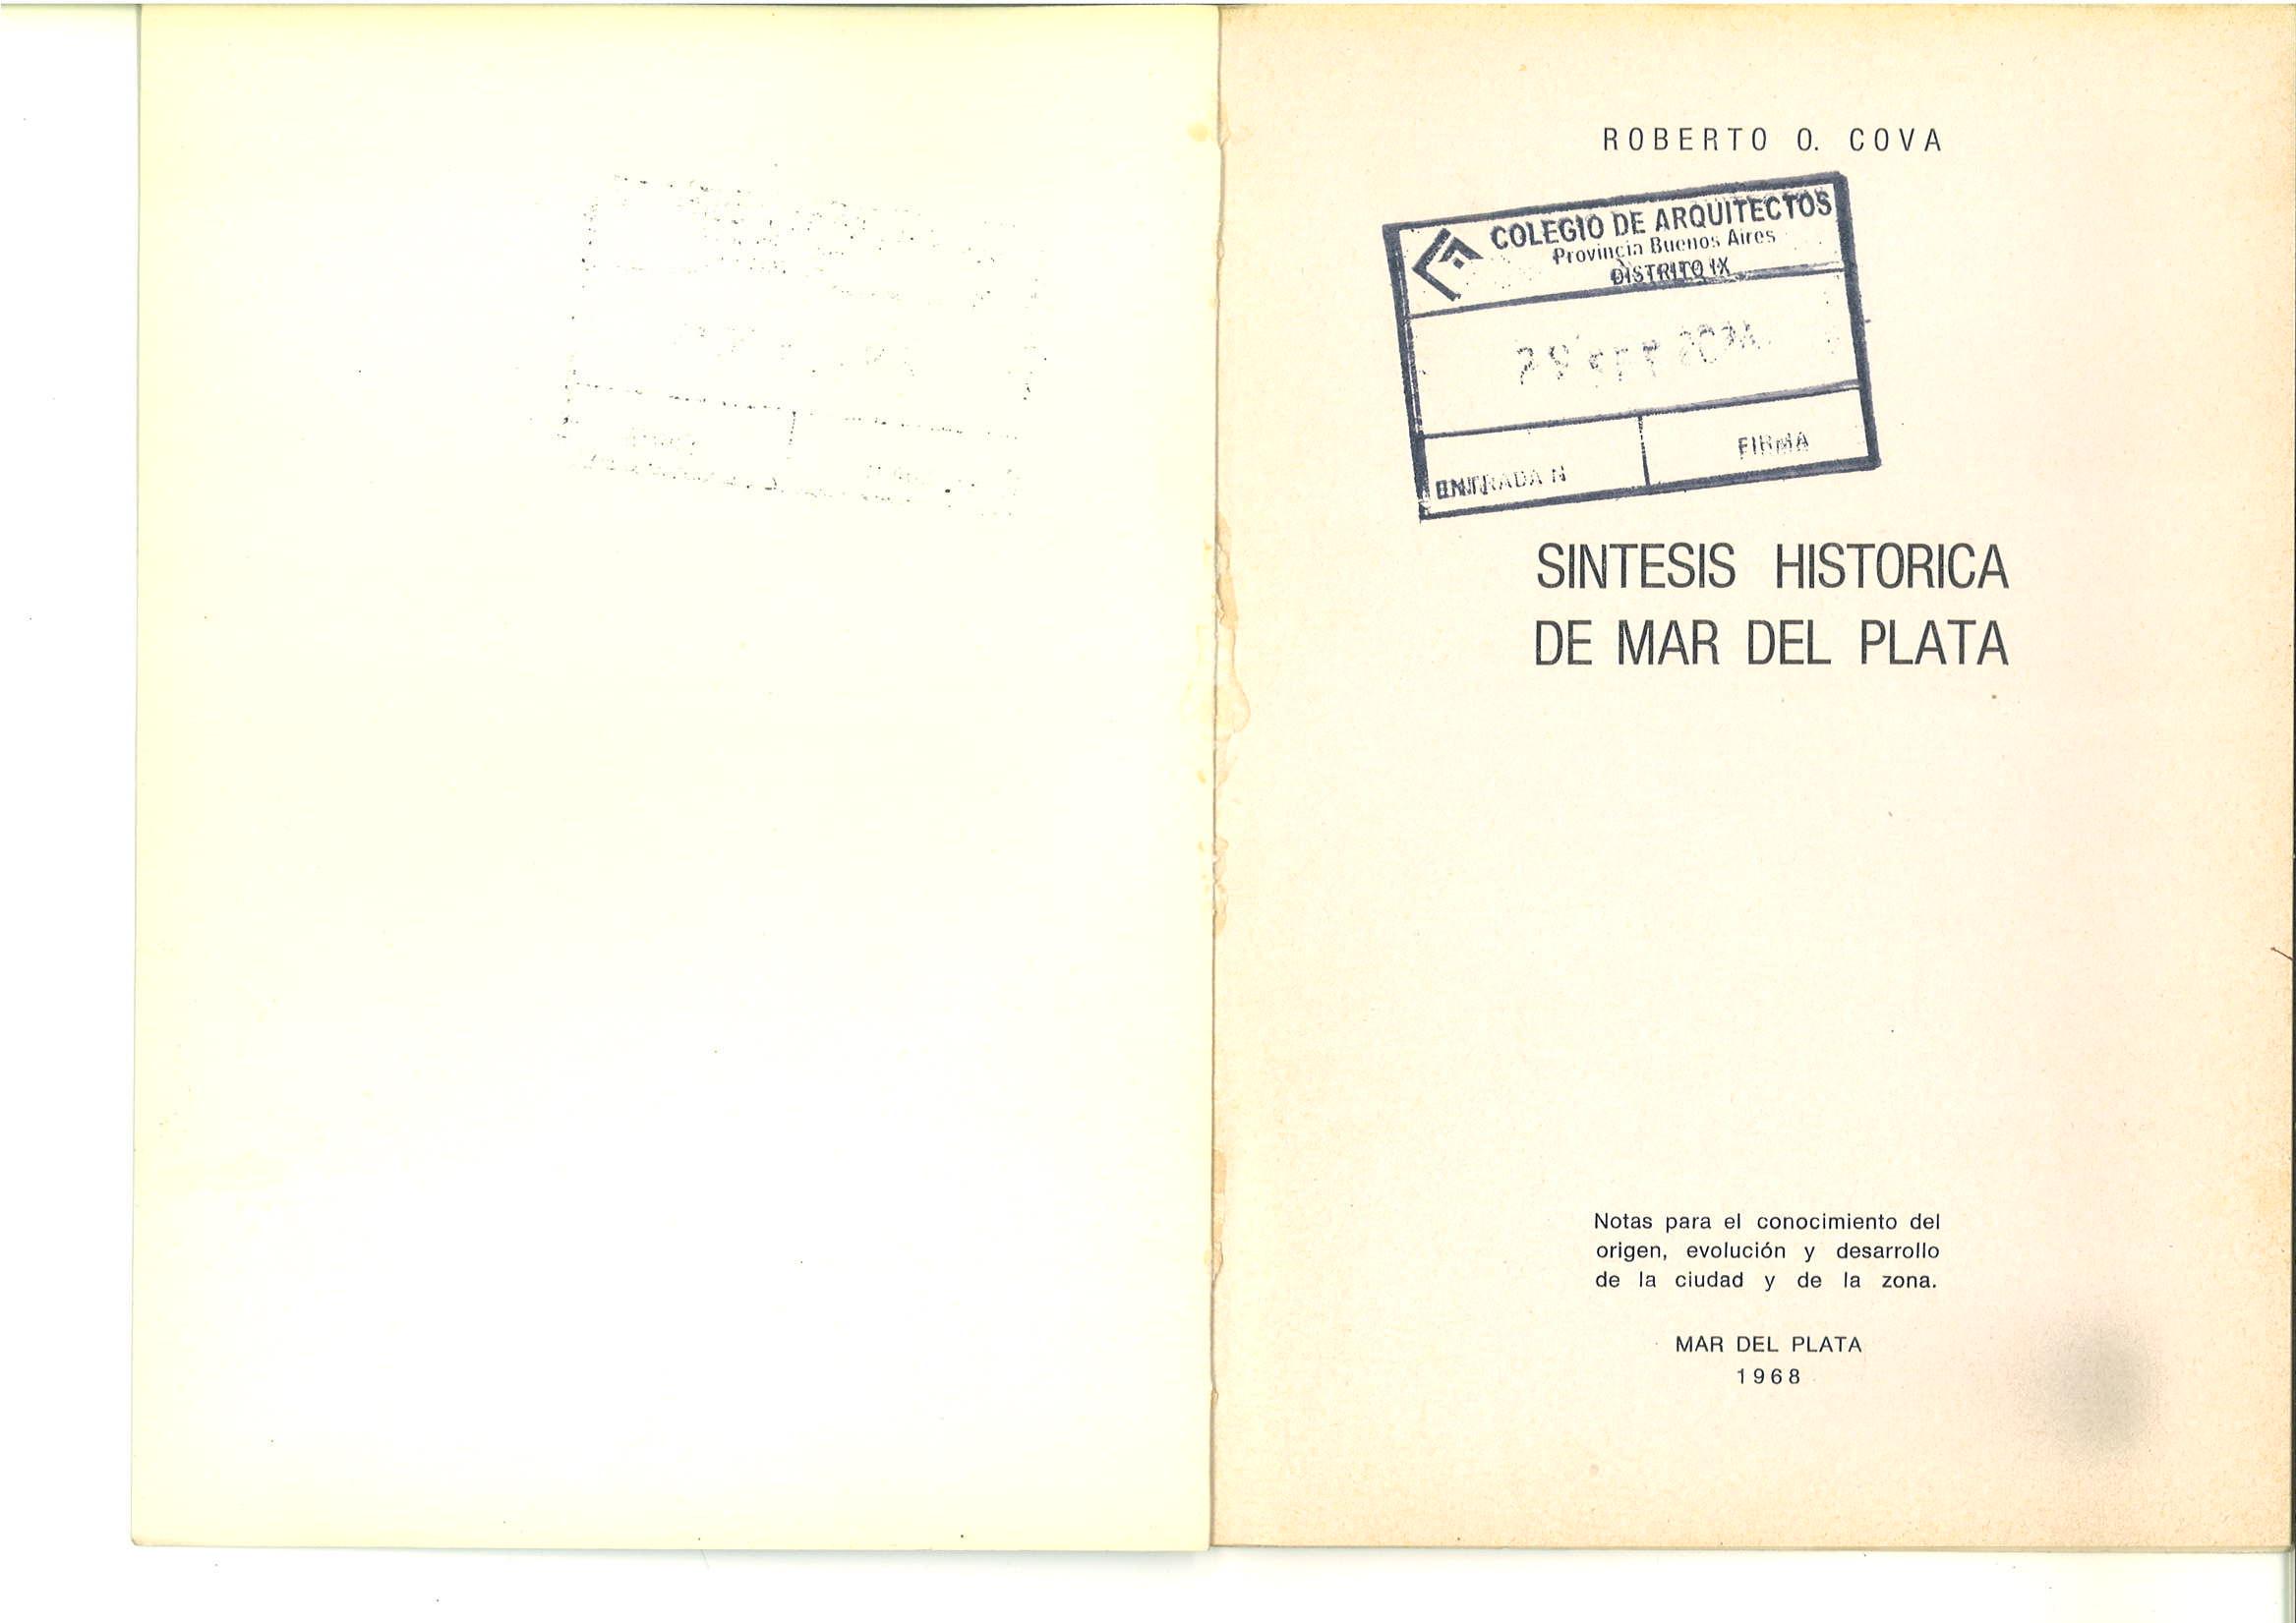 ROBERTO O. COVA
COLEGIO DE ARQUITECTOS
Provincia Buenos Aires
DISTRITO IX
FIRMA
SINTESIS HISTORICA
DE MAR DEL PLATA
Notas para el conocimiento del
origen, evolución y desarrollo
de la ciudad y de la zona.
MAR DEL PLATA
1968